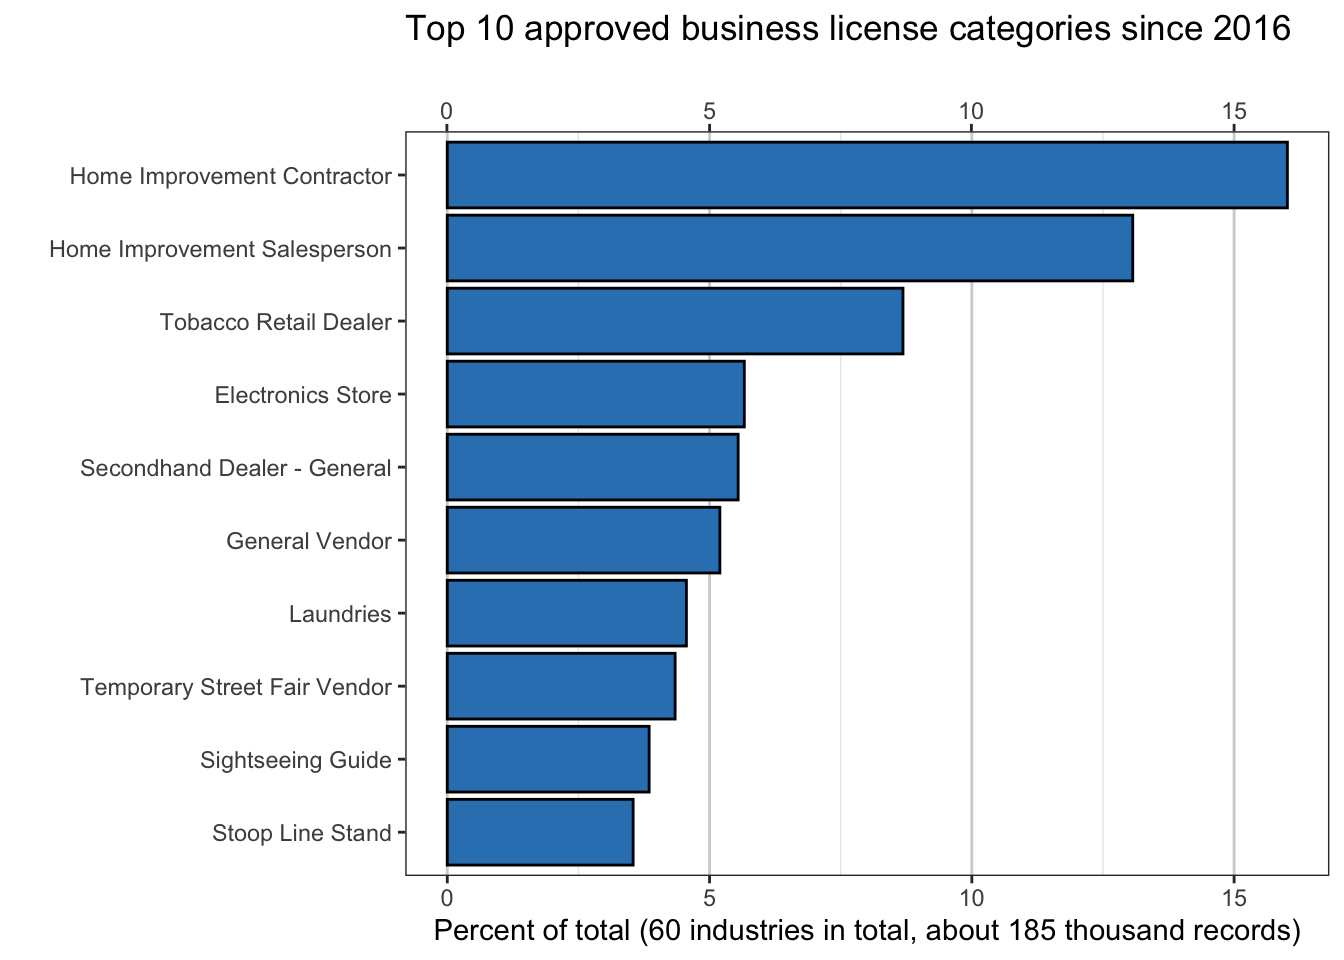 Top 10 approved business license categories since 2016
0 5 10 15
Home Improvement Contractor
Home Improvement Salesperson
Tobacco Retail Dealer
Electronics Store
Secondhand Dealer - General
General Vendor
Laundries
Temporary Street Fair Vendor
Sightseeing Guide
Stoop Line Stand
0 5 10 15
Percent of total (60 industries in total, about 185 thousand records)